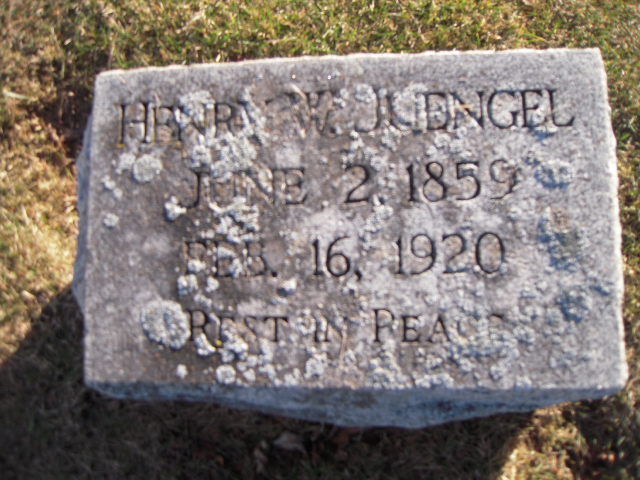 HENRY W. JUENGEL
JUNE 2, 1859
FEB. 16, 1920
REST IN PEACE